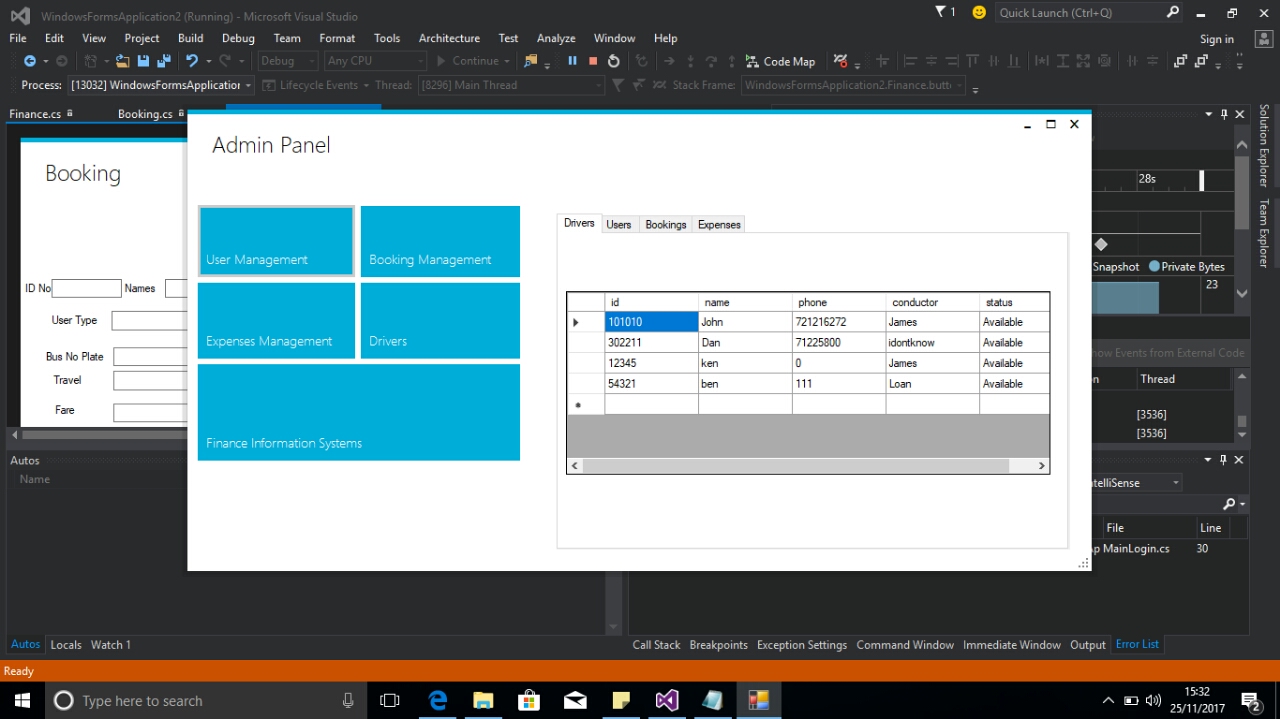 WindowsFormsApplication2 (Running) - Microsoft Visual Studio
1
Quick Launch (Ctrl+Q)
File Edit View Project Build Debug Team Format Tools Architecture Test Analyze Window Help
Sign in
Debug Any CPU Continue Code Map
Process: [13032] WindowsFormsApplication Lifecycle Events Thread: [8296] Main Thread Stack Frame: WindowsFormsApplication2.Finance.butto
Finance.cs Booking.cs
Booking
ID No Names
User Type
Bus No Plate
Travel
Fare
Admin Panel
User Management
Booking Management
Expenses Management
Drivers
Finance Information Systems
Drivers Users Bookings Expenses
id name phone conductor status
101010 John 721216272 James Available
302211 Dan 71225800 idontknow Available
12345 ken 0 James Available
54321 ben 111 Loan Available
28s
Snapshot Private Bytes
23
how Events from External Code
on Thread
[3536]
[3536]
Solution Explorer
Team Explorer
Autos
Name
ntelliSense
File Line
Ap MainLogin.cs 30
Autos Locals Watch 1
Call Stack Breakpoints Exception Settings Command Window Immediate Window Output Error List
Ready
Type here to search
15:32
25/11/2017
2